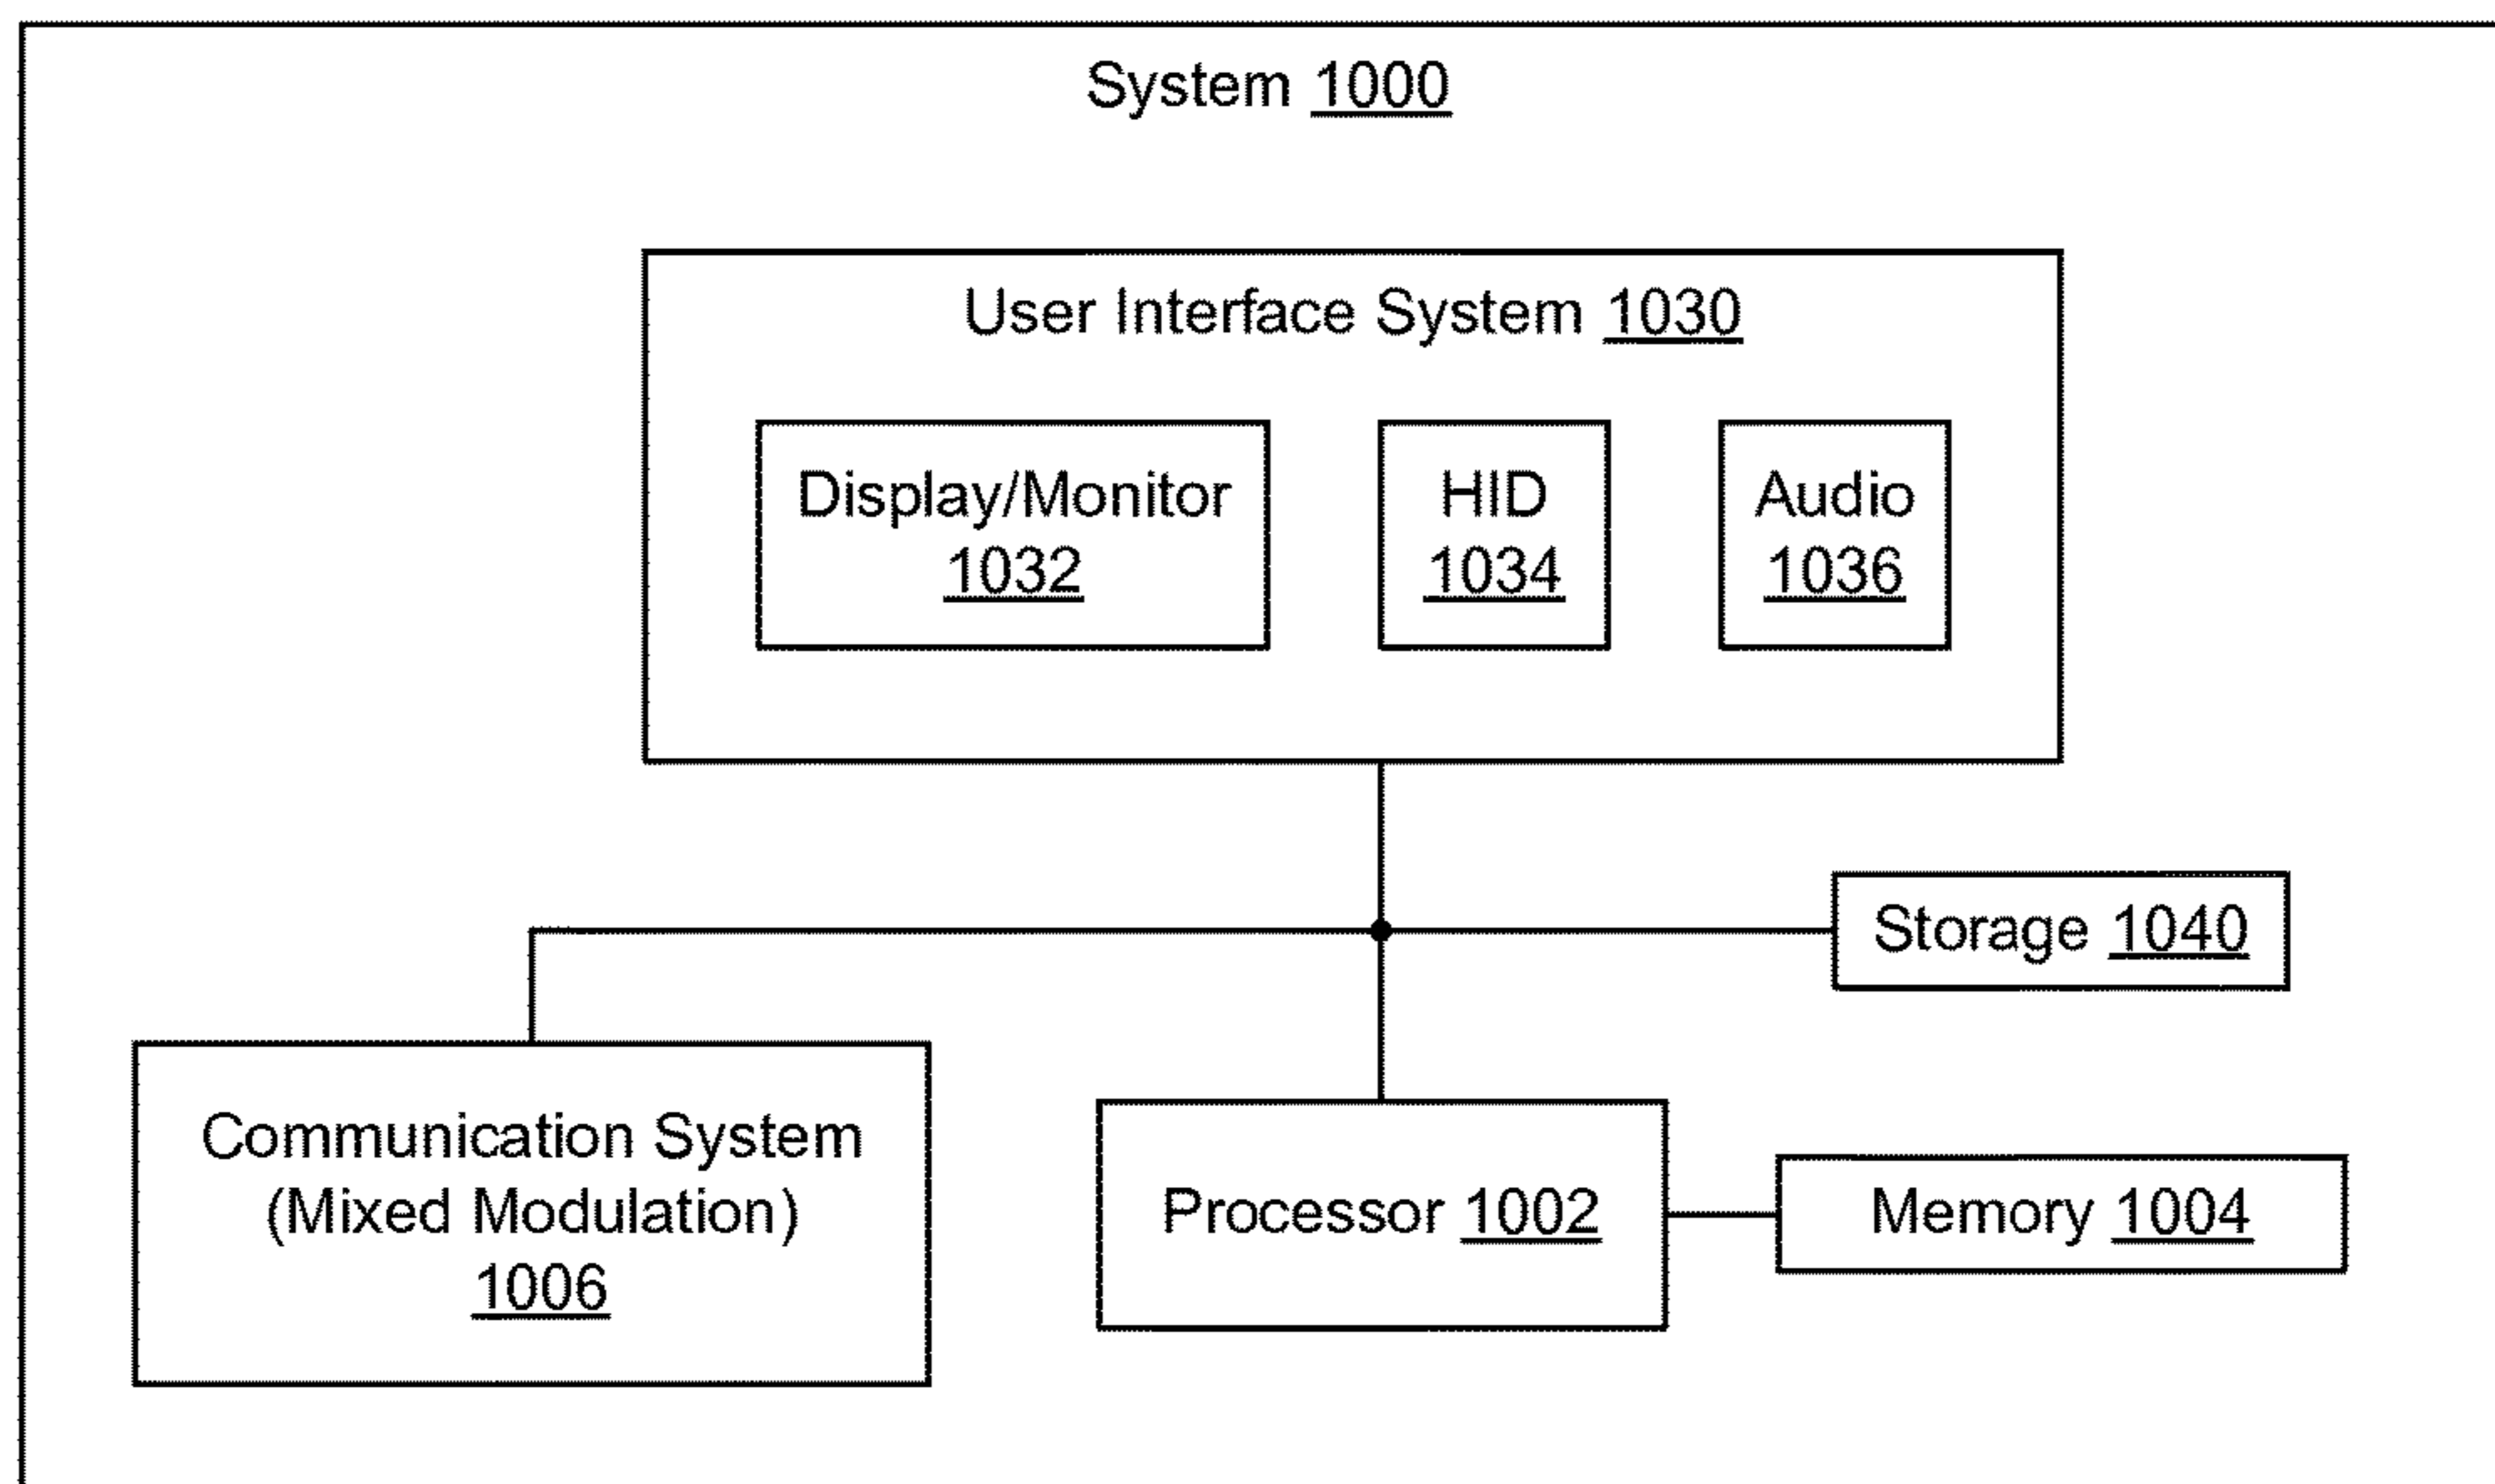 System 1000
User Interface System 1030
Display/Monitor
1032
HID
1034
Audio
1036
Storage 1040
Communication System
(Mixed Modulation)
1006
Processor 1002
Memory 1004